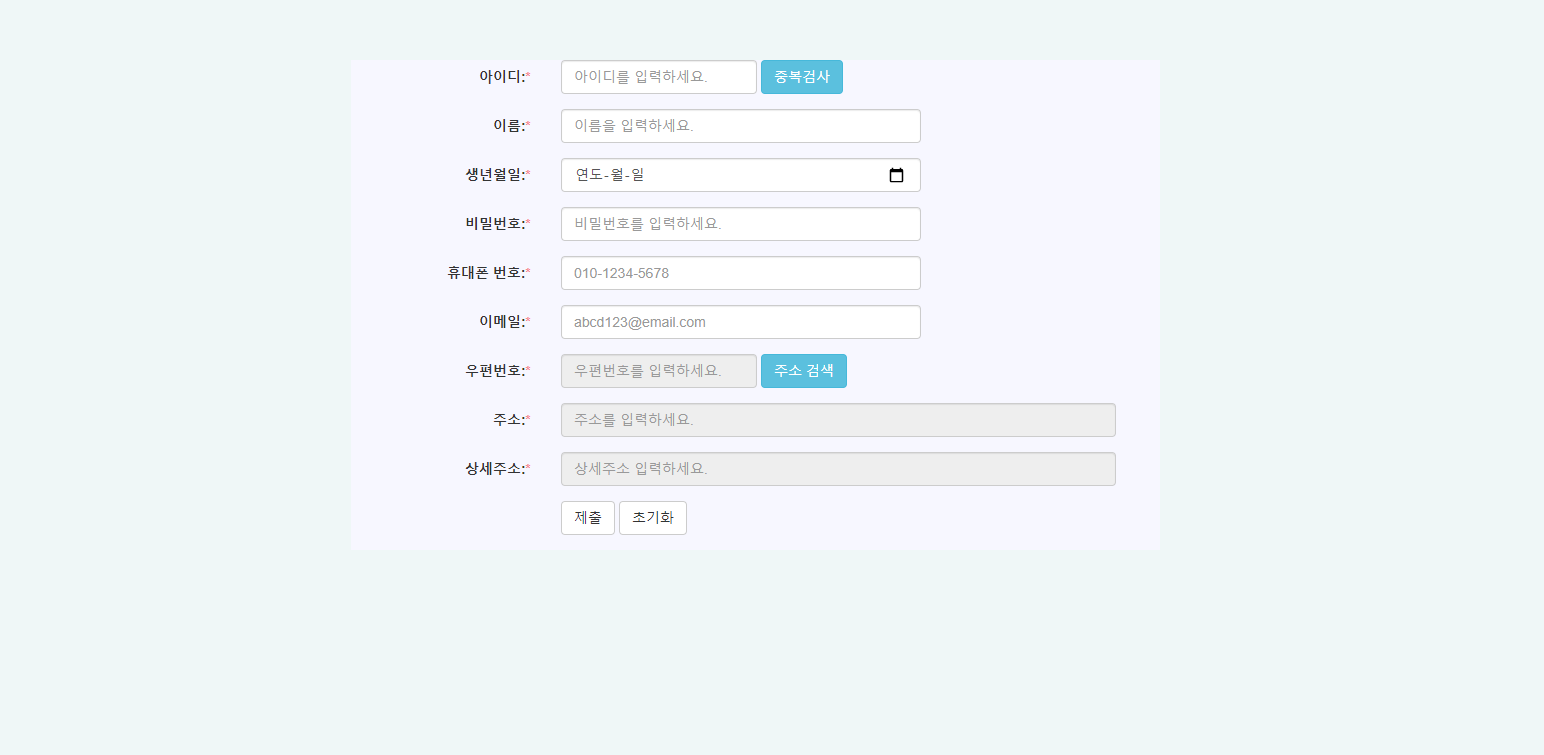 아이디:* 아이디를 입력하세요. 중복검사
이름:* 이름을 입력하세요.
생년월일:* 연도-월-일
비밀번호:* 비밀번호를 입력하세요.
휴대폰 번호:* 010-1234-5678
이메일:* abcd123@email.com
우편번호:* 우편번호를 입력하세요. 주소 검색
주소:* 주소를 입력하세요.
상세주소:* 상세주소 입력하세요.
제출 초기화